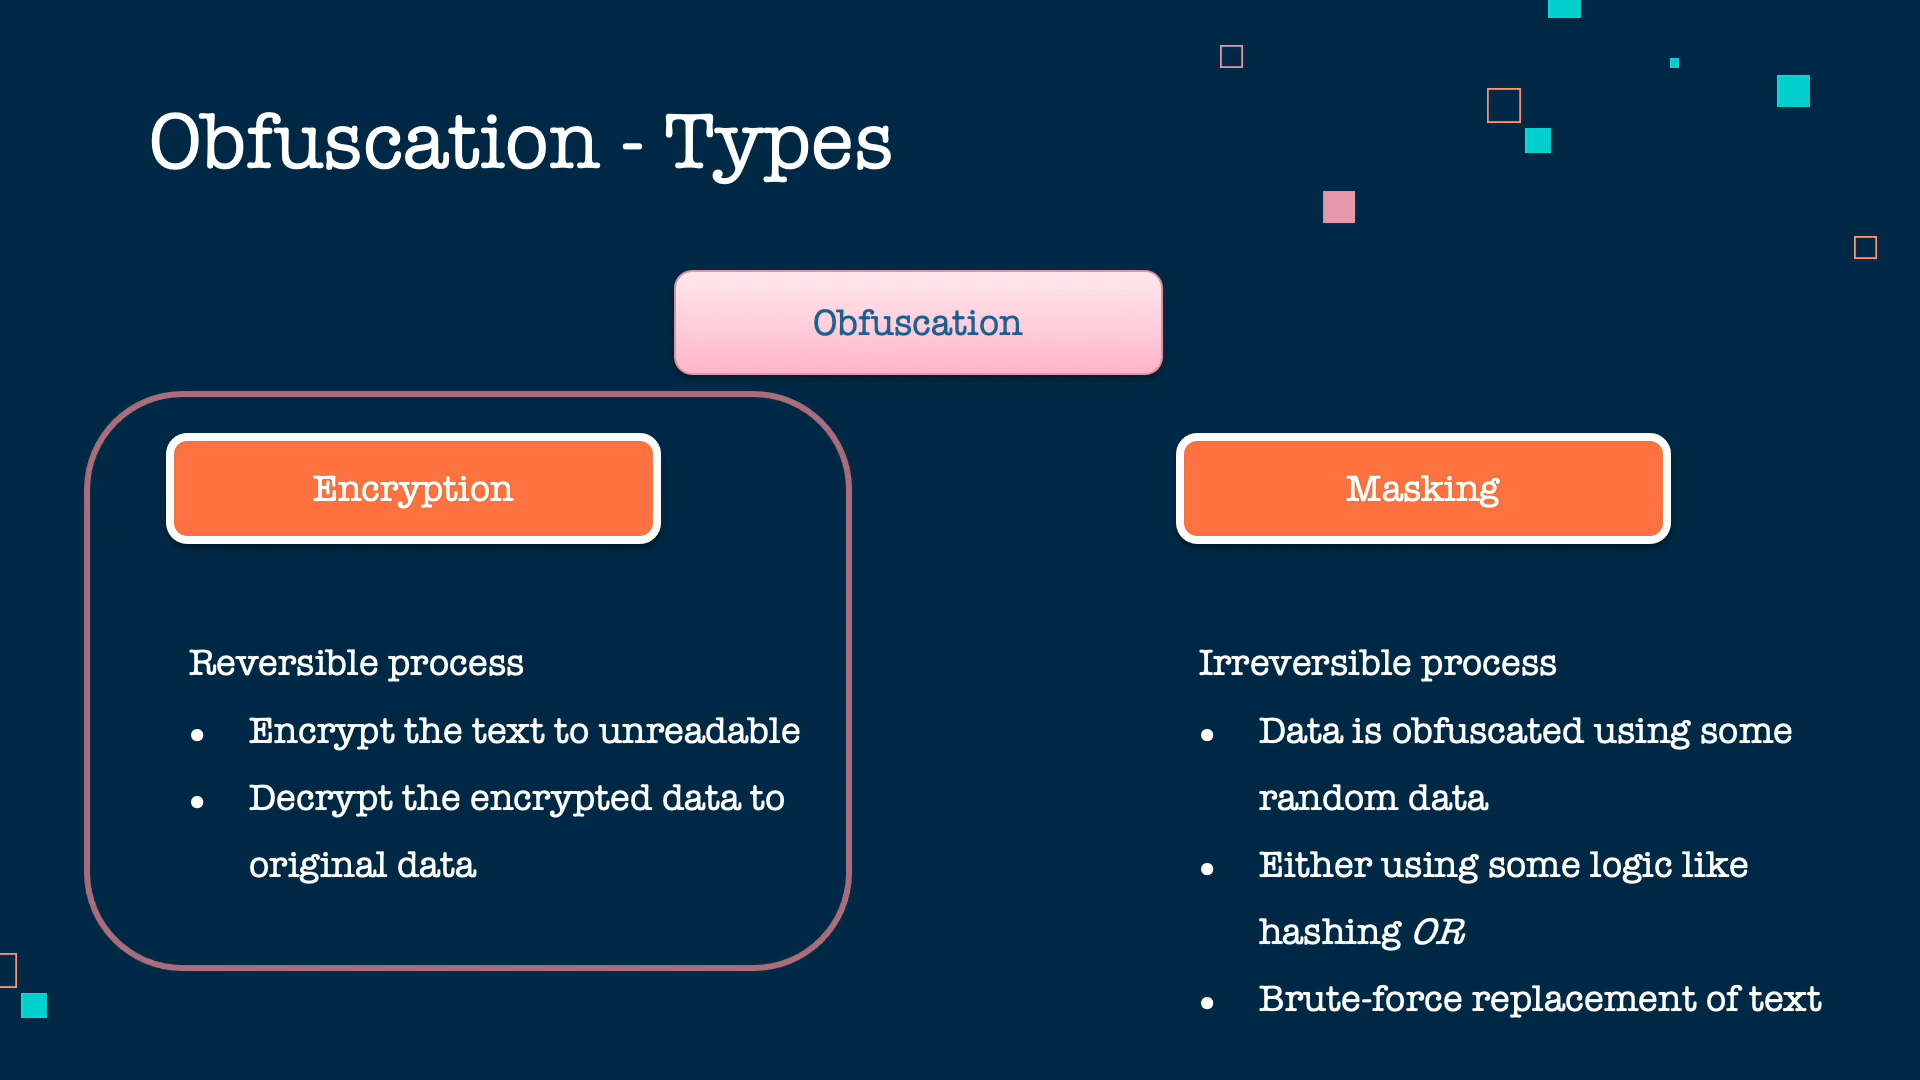 Obfuscation - Types
Obfuscation
Encryption
Reversible process
● Encrypt the text to unreadable
● Decrypt the encrypted data to
original data
Masking
Irreversible process
● Data is obfuscated using some
random data
● Either using some logic like
hashing OR
● Brute-force replacement of text